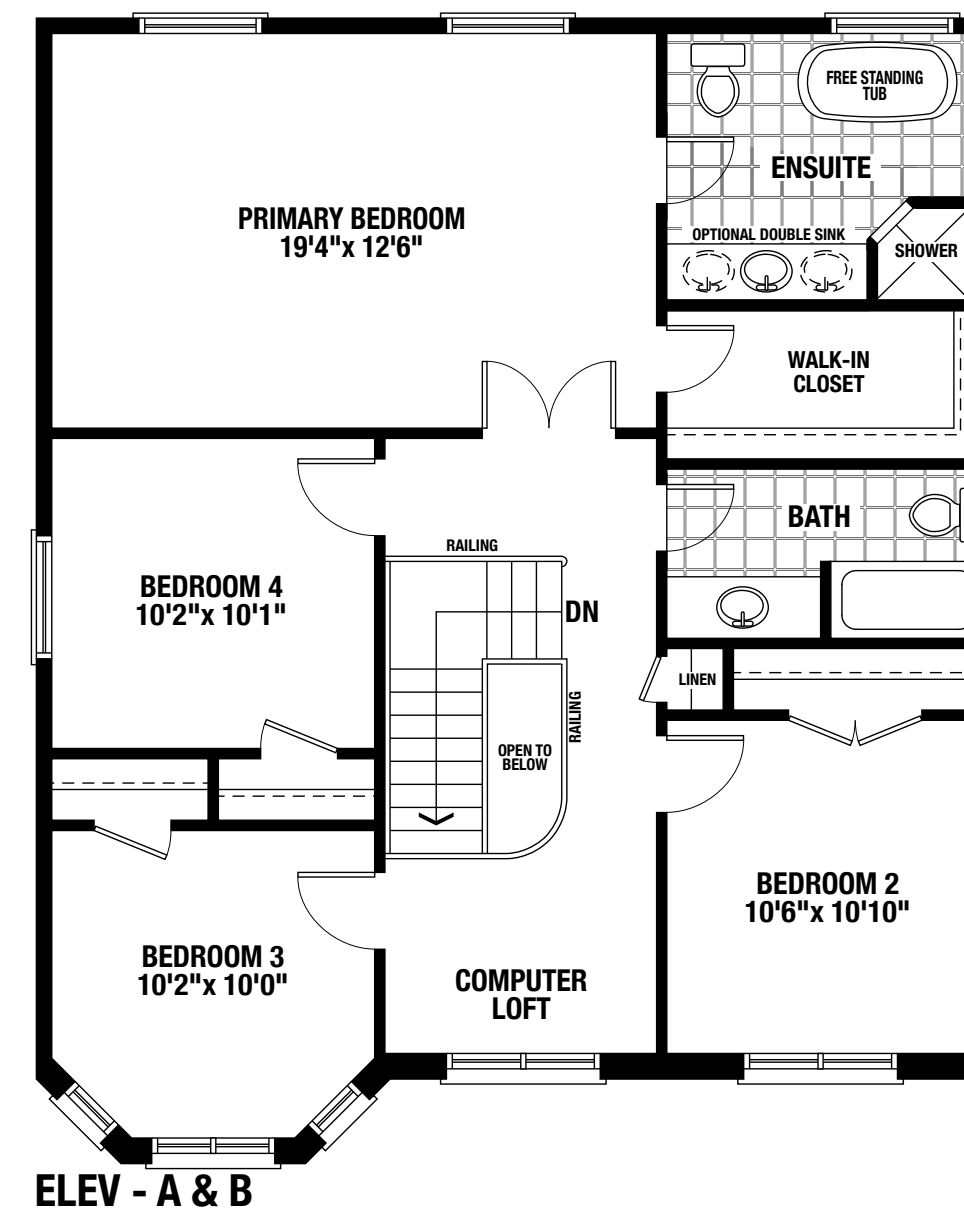 FREE STANDING
TUB
ENSUITE
PRIMARY BEDROOM
19'4"x 12'6"
OPTIONAL DOUBLE SINK
SHOWER
WALK-IN
CLOSET
BATH
RAILING
BEDROOM 4
10'2"x 10'1"
DN
LINEN
RAILING
OPEN TO
BELOW
BEDROOM 2
10'6"x 10'10"
BEDROOM 3
10'2"x 10'0"
COMPUTER
LOFT
ELEV - A & B